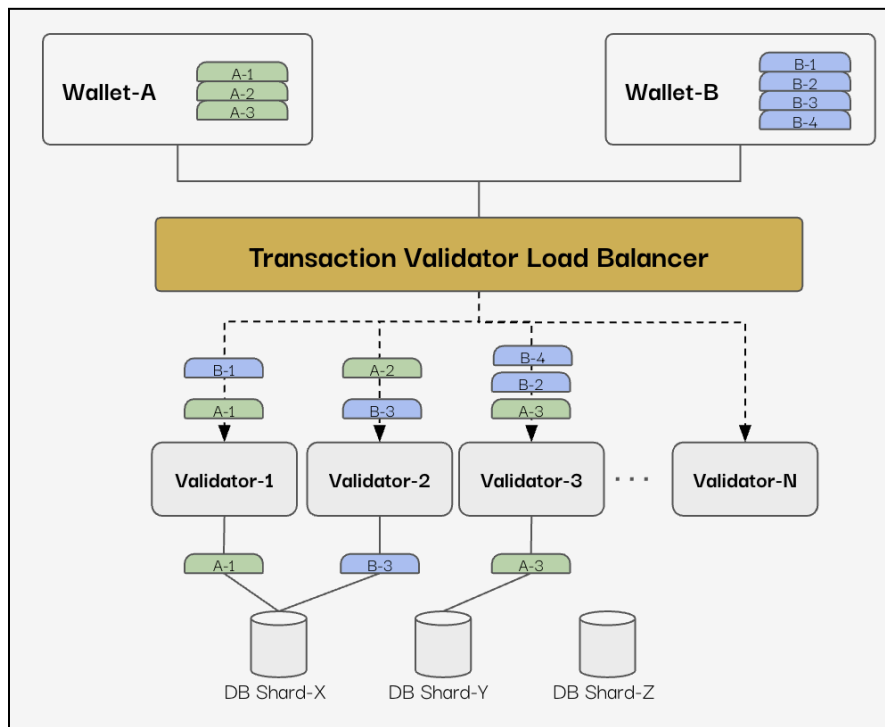 Wallet-A
A-1
A-2
A-3
Wallet-B
B-1
B-2
B-3
B-4
Transaction Validator Load Balancer
B-1
A-1
A-2
B-3
B-4
B-2
A-3
Validator-1
Validator-2
Validator-3
. . .
Validator-N
A-1
B-3
A-3
DB Shard-X
DB Shard-Y
DB Shard-Z